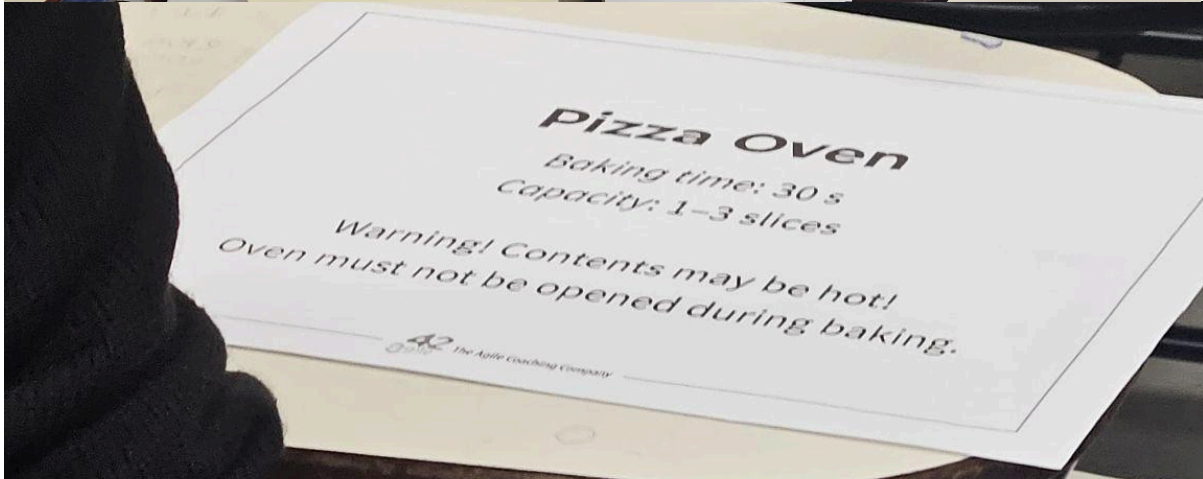 Pizza Oven
Baking time: 30 s
Capacity: 1–3 slices
Warning! Contents may be hot!
Oven must not be opened during baking.
agile
42 The Agile Coaching Company